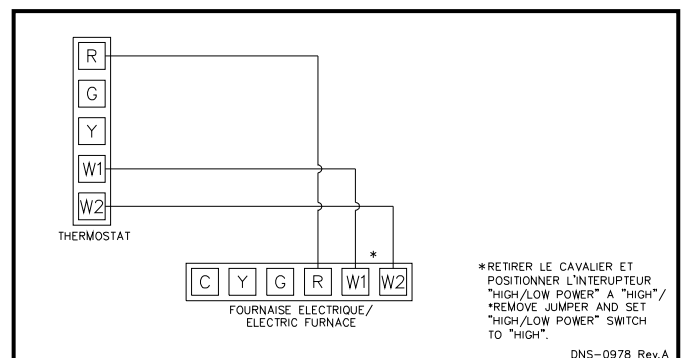 R
G
Y
W1
W2
THERMOSTAT
*
C Y G R W1 W2
FOURNAISE ELECTRIQUE/
ELECTRIC FURNACE
*RETIRER LE CAVALIER ET
POSITIONNER L'INTERUPTEUR
"HIGH/LOW POWER" A "HIGH"/
*REMOVE JUMPER AND SET
"HIGH/LOW POWER" SWITCH
TO "HIGH".
DNS-0978 Rev.A